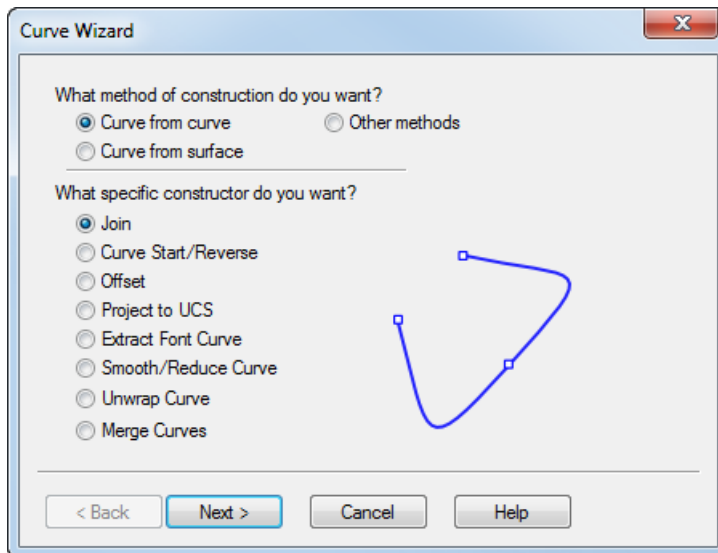 Curve Wizard
What method of construction do you want?
Curve from curve Other methods
Curve from surface
What specific constructor do you want?
Join
Curve Start/Reverse
Offset
Project to UCS
Extract Font Curve
Smooth/Reduce Curve
Unwrap Curve
Merge Curves
< Back Next > Cancel Help